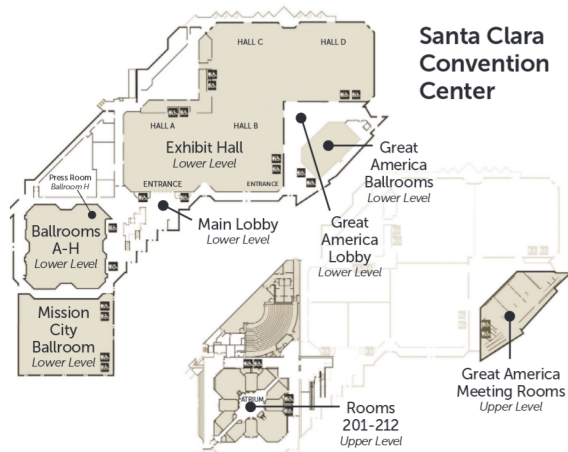 Santa Clara
Convention
Center
HALL C
HALL D
HALL A
HALL B
Exhibit Hall
Lower Level
ENTRANCE
ENTRANCE
Great
America
Ballrooms
Lower Level
Press Room
Ballroom H
Ballrooms
A-H
Lower Level
Main Lobby
Lower Level
Great
America
Lobby
Lower Level
Mission
City
Ballroom
Lower Level
Great America
Meeting Rooms
Upper Level
ATRIUM
Rooms
201-212
Upper Level